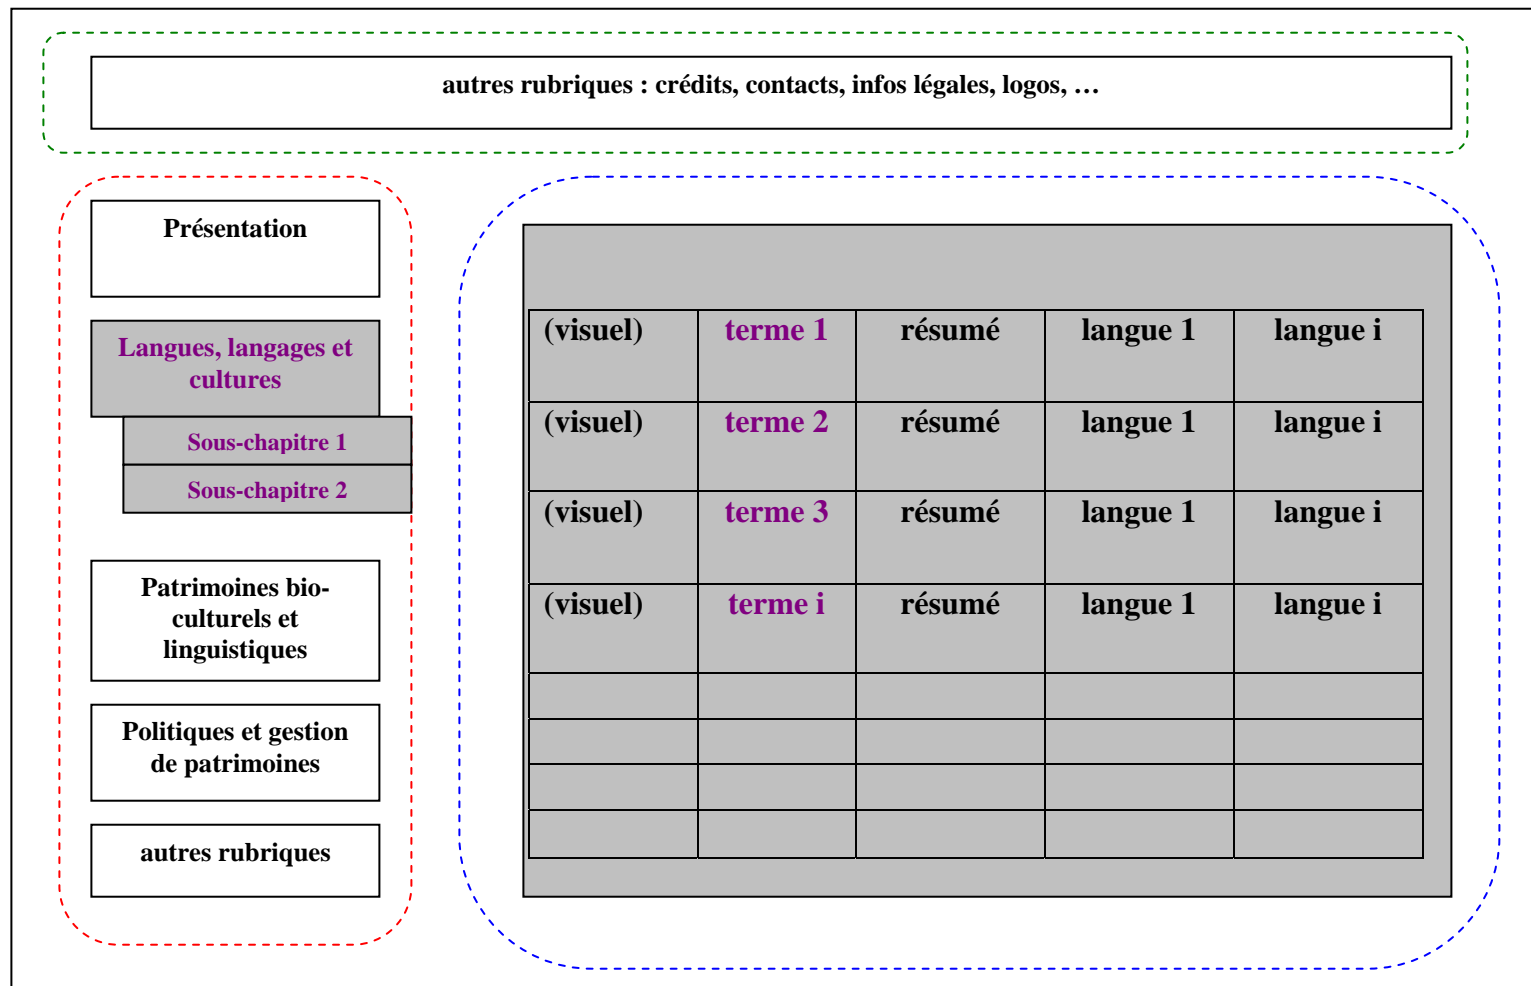 autres rubriques : crédits, contacts, infos légales, logos, …
Présentation
Langues, langages et
cultures
Sous-chapitre 1
Sous-chapitre 2
Patrimoines bio-
culturels et
linguistiques
Politiques et gestion
de patrimoines
autres rubriques
(visuel) terme 1 résumé langue 1 langue i
(visuel) terme 2 résumé langue 1 langue i
(visuel) terme 3 résumé langue 1 langue i
(visuel) terme i résumé langue 1 langue i